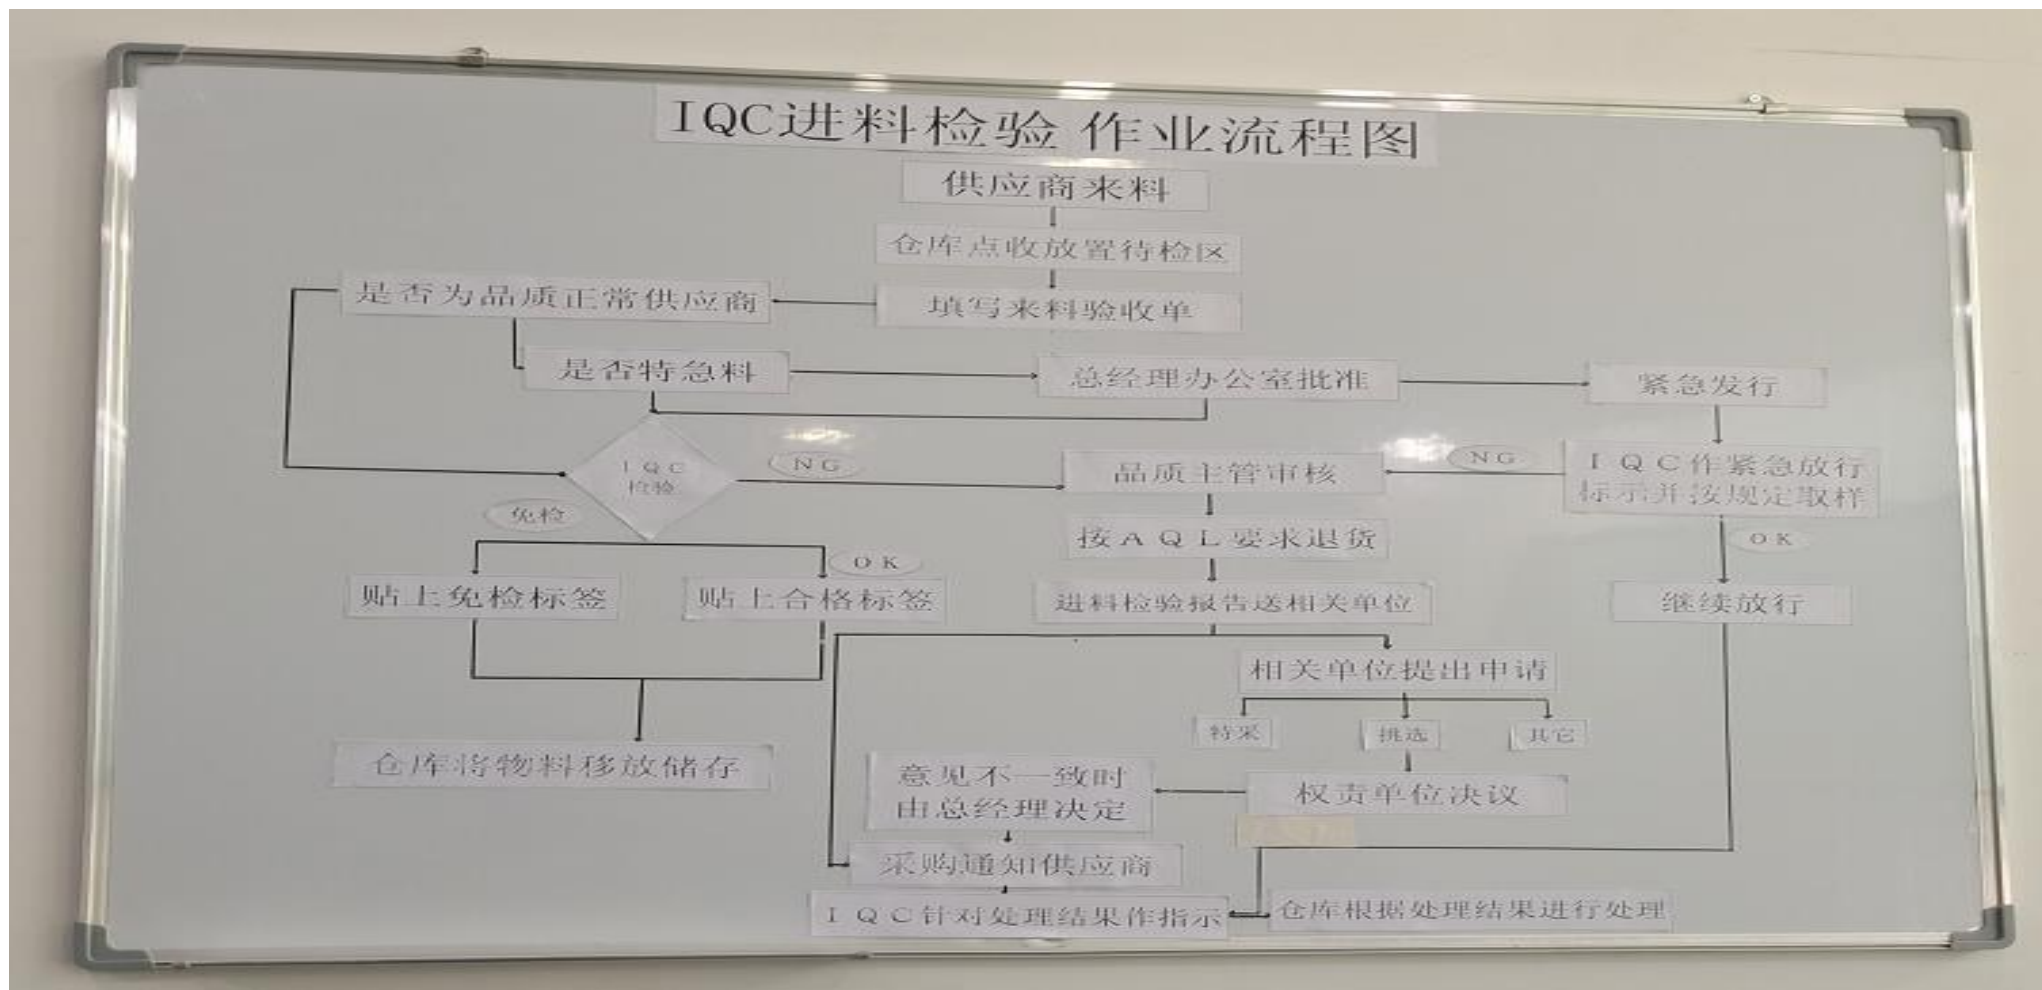 IQC进料检验 作业流程图
供应商来料
仓库点收放置待检区
是否为品质正常供应商
填写来料验收单
是否特急料
总经理办公室批准
紧急发行
IQC
检验
NG
品质主管审核
NG
IQC作紧急放行
标示并按规定取样
免检
OK
按AQL要求退货
OK
贴上免检标签
贴上合格标签
进料检验报告送相关单位
继续放行
相关单位提出申请
特采
挑选
其它
仓库将物料移放储存
意见不一致时
由总经理决定
权责单位决议
采购通知供应商
IQC针对处理结果作指示
仓库根据处理结果进行处理